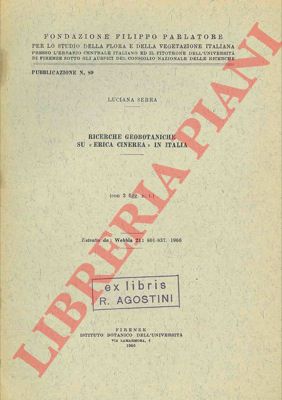 FONDAZIONE FILIPPO PARLATORE
PER LO STUDIO DELLA FLORA E DELLA VEGETAZIONE ITALIANA
PRESSO L'ERBARIO CENTRALE ITALIANO ED IL FITOTRONE DELL'UNIVERSITÀ
DI FIRENZE SOTTO GLI AUSPICI DEL CONSIGLIO NAZIONALE DELLE RICERCHE
PUBBLICAZIONE N. 89
LUCIANA SERRA
RICERCHE GEOBOTANICHE
SU « ERICA CINEREA » IN ITALIA
(con 3 figg. n. t.)
Estratto da: Webbia 21: 801-837. 1966
ex libris
R. AGOSTINI
FIRENZE
ISTITUTO BOTANICO DELL'UNIVERSITÀ
VIA LAMARMORA, 4
1966
LIBRERIA PIANI